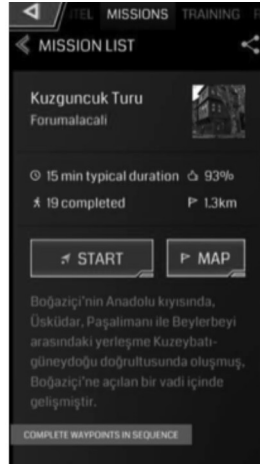 MISSIONS TRAINING
MISSION LIST
Kuzguncuk Turu
Forumalacali
15 min typical duration 93%
19 completed 1.3km
START MAP
Boğaziçi'nin Anadolu kıyısında,
Üsküdar, Paşalimanı ile Beylerbeyi
arasındaki yerleşme Kuzeybatı-
güneydoğu doğrultusunda oluşmuş,
Boğaziçi'ne açılan bir vadi içinde
gelişmiştir.
COMPLETE WAYPOINTS IN SEQUENCE